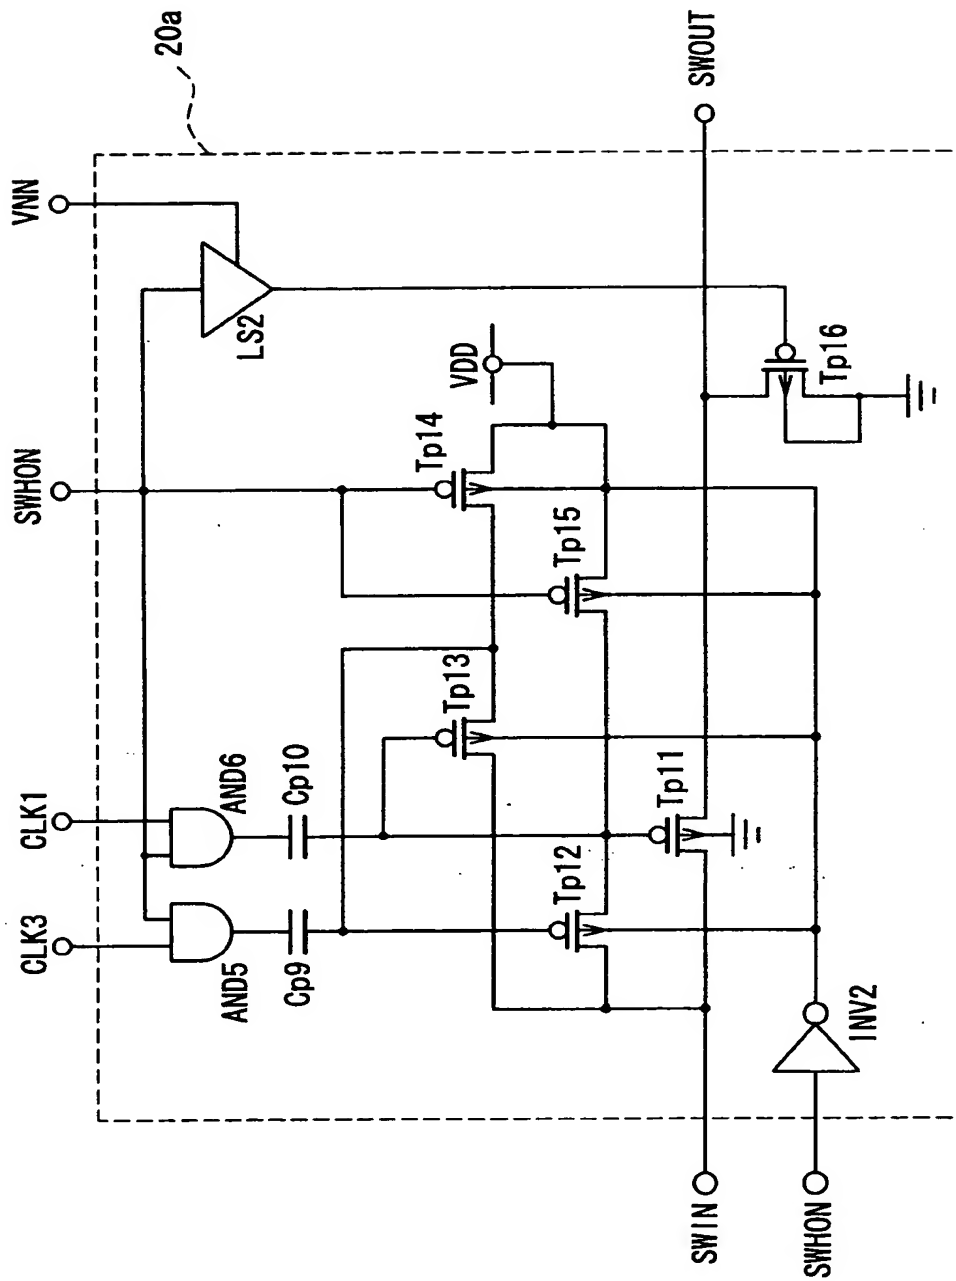 20a
VNN
SWHON
CLK1
CLK3
SWOUT
LS2
VDD
Tp14
Tp15
Tp16
AND6
AND5
Cp10
Cp9
Tp13
Tp12
Tp11
SWIN
SWHON
INV2